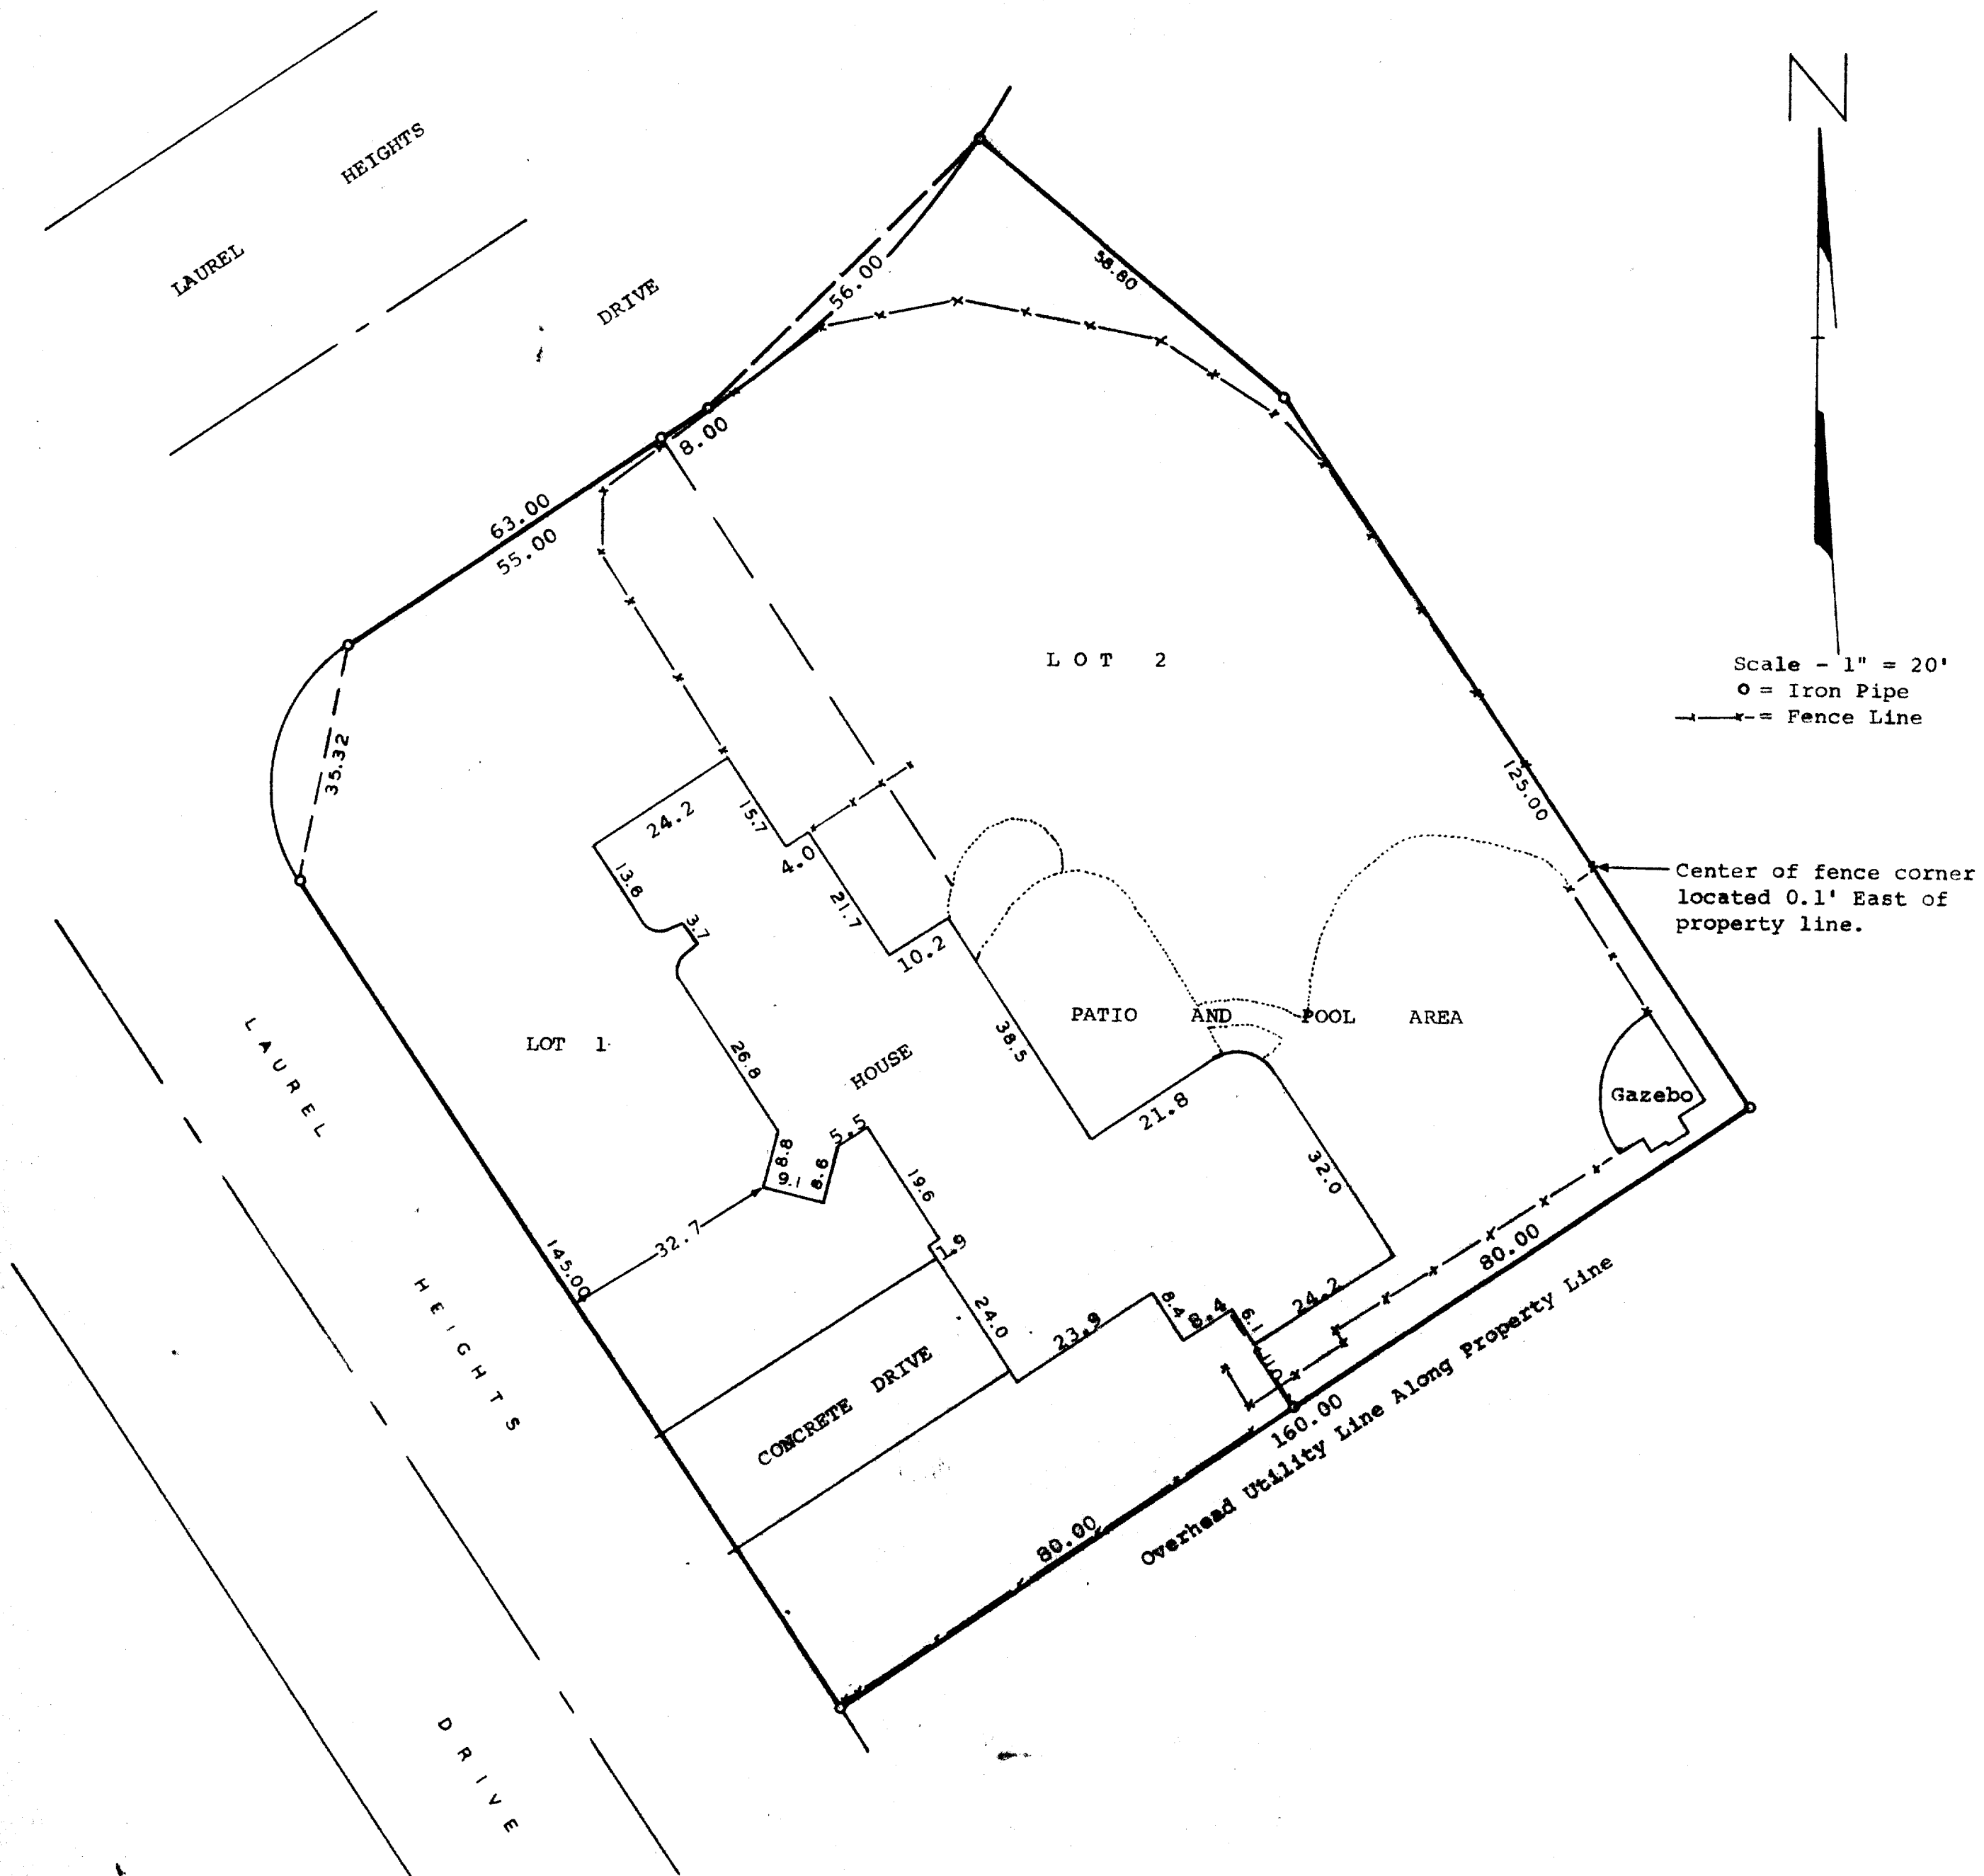 N
LAUREL HEIGHTS
DRIVE
56.00
58.80
8.00
63.00
55.00
35.32
LOT 2
Scale - 1" = 20'
o = Iron Pipe
-x——x-= Fence Line
125.00
24.2
15.7
4.0
13.8
3.7
21.7
10.2
Center of fence corner
located 0.1' East of
property line.
LOT 1
26.8
HOUSE
38.5
PATIO AND POOL AREA
21.8
Gazebo
32.0
5.5
8.8
9.1
8.6
19.6
1.9
32.7
145.00
24.0
23.9
8.4
8.4
6.1
24.2
11.0
80.00
160.00
80.00
CONCRETE DRIVE
Overhead Utility Line Along Property Line
LAUREL
HEIGHTS
DRIVE